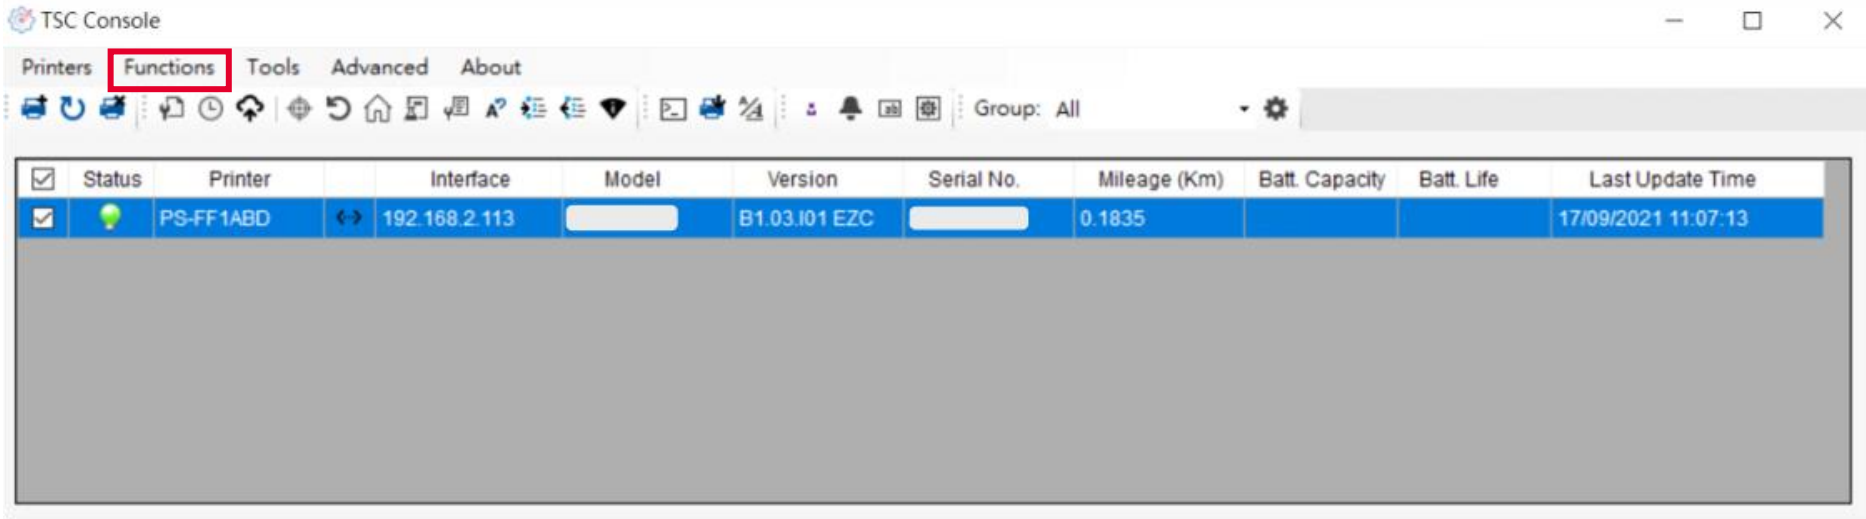 TSC Console
Printers Functions Tools Advanced About
Group: All
Status Printer Interface Model Version Serial No. Mileage (Km) Batt. Capacity Batt. Life Last Update Time
PS-FF1ABD 192.168.2.113 B1.03.I01 EZC 0.1835 17/09/2021 11:07:13